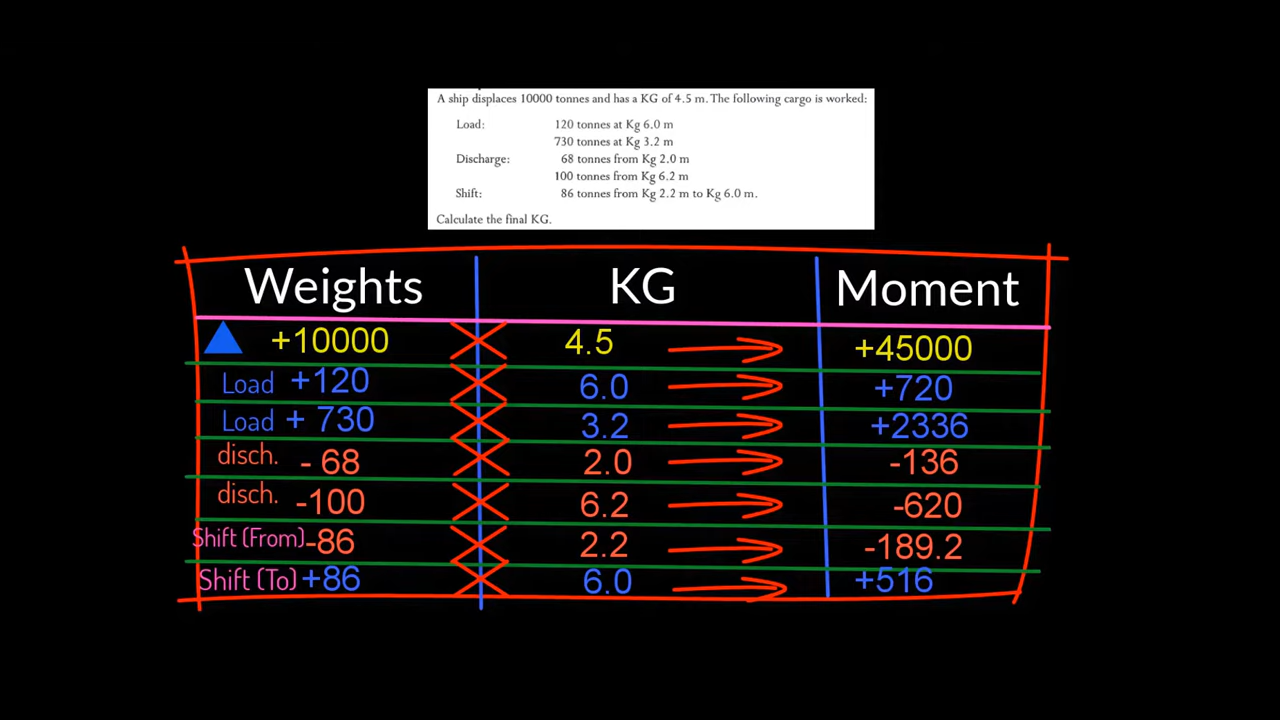 A ship displaces 10000 tonnes and has a KG of 4.5 m. The following cargo is worked:
Load: 120 tonnes at Kg 6.0 m
730 tonnes at Kg 3.2 m
Discharge: 68 tonnes from Kg 2.0 m
100 tonnes from Kg 6.2 m
Shift: 86 tonnes from Kg 2.2 m to Kg 6.0 m.
Calculate the final KG.
Weights KG Moment
+10000 4.5 +45000
Load +120 6.0 +720
Load + 730 3.2 +2336
disch. - 68 2.0 -136
disch. -100 6.2 -620
Shift (From) -86 2.2 -189.2
Shift (To) +86 6.0 +516